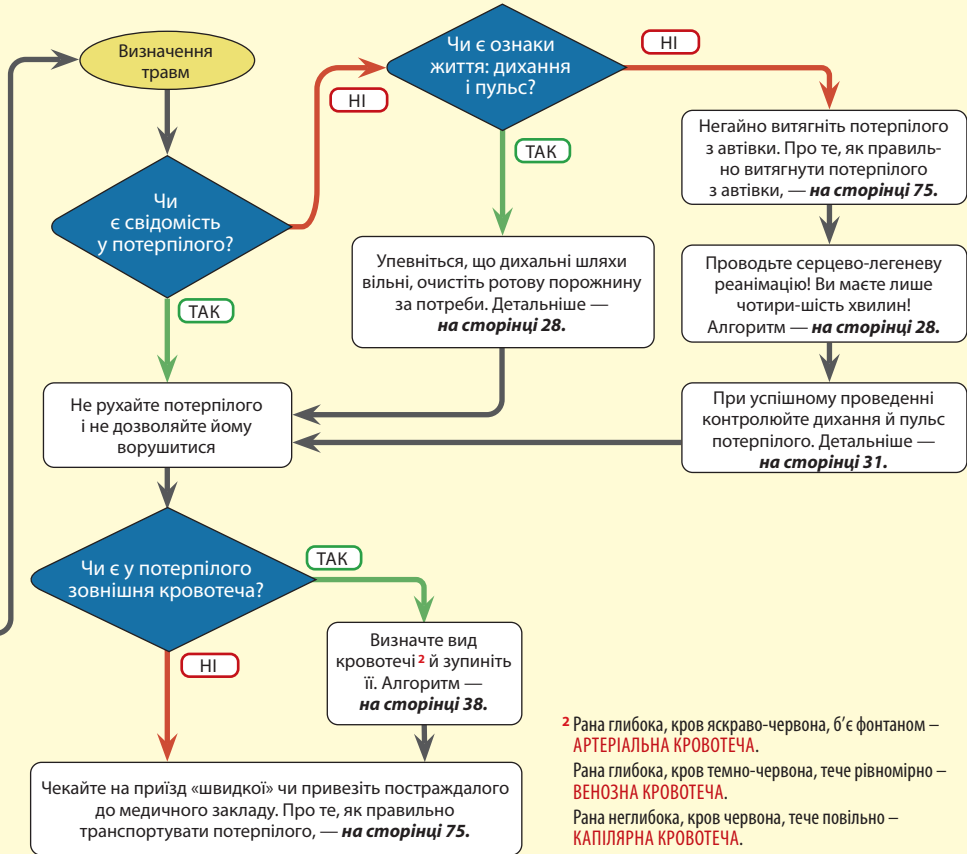 Визначення
травм
Чи є ознаки
життя: дихання
і пульс?
НІ
НІ
ТАК
Негайно витягніть потерпілого
з автівки. Про те, як правиль-
но витягнути потерпілого
з автівки, — на сторінці 75.
Чи
є свідомість
у потерпілого?
Упевніться, що дихальні шляхи
вільні, очистіть ротову порожнину
за потреби. Детальніше —
на сторінці 28.
Проводьте серцево-легеневу
реанімацію! Ви маєте лише
чотири-шість хвилин!
Алгоритм — на сторінці 28.
ТАК
Не рухайте потерпілого
і не дозволяйте йому
ворушитися
При успішному проведенні
контролюйте дихання й пульс
потерпілого. Детальніше —
на сторінці 31.
Чи є у потерпілого
зовнішня кровотеча?
ТАК
НІ
Визначте вид
кровотечі 2 й зупиніть
її. Алгоритм —
на сторінці 38.
Чекайте на приїзд «швидкої» чи привезіть постраждалого
до медичного закладу. Про те, як правильно
транспортувати потерпілого, — на сторінці 75.
2 Рана глибока, кров яскраво-червона, б’є фонтаном –
АРТЕРІАЛЬНА КРОВОТЕЧА.
Рана глибока, кров темно-червона, тече рівномірно –
ВЕНОЗНА КРОВОТЕЧА.
Рана неглибока, кров червона, тече повільно –
КАПІЛЯРНА КРОВОТЕЧА.